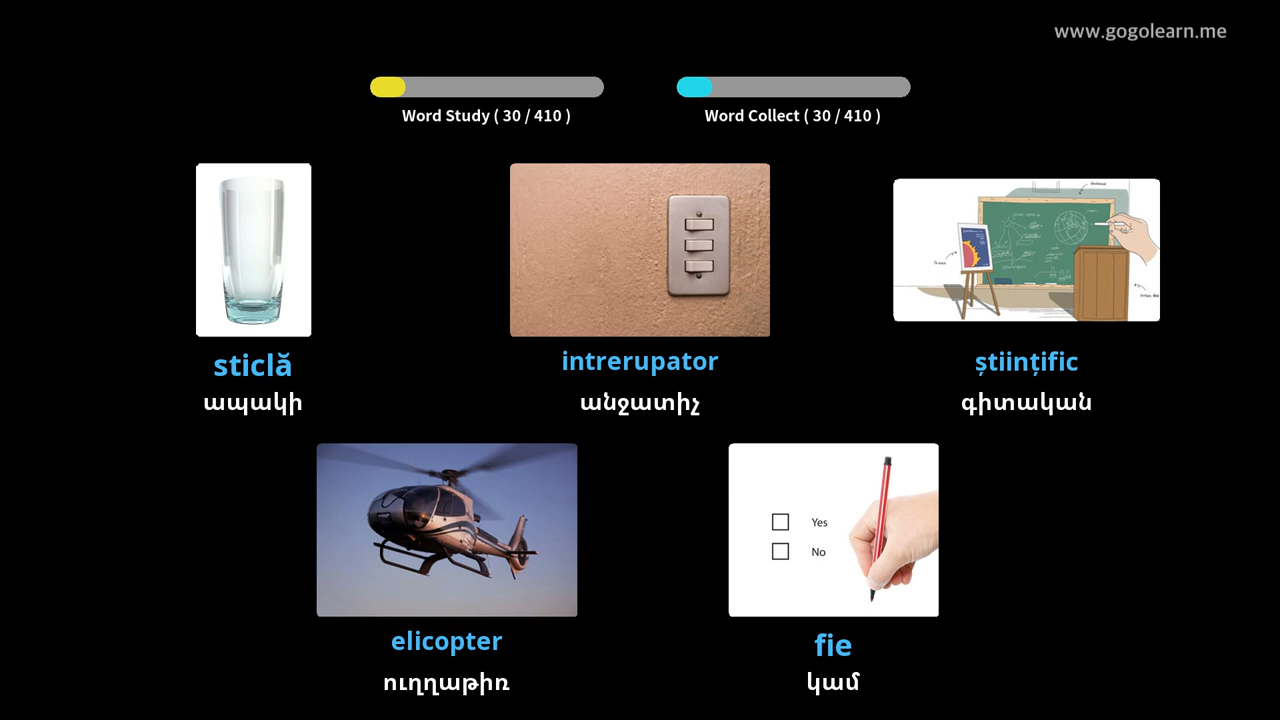 www.gogolearn.me
Word Study ( 30 / 410 )
Word Collect ( 30 / 410 )
sticlă
ապակի
intrerupator
անջատիչ
științific
գիտական
elicopter
ուղղաթիռ
Yes
No
fie
կամ